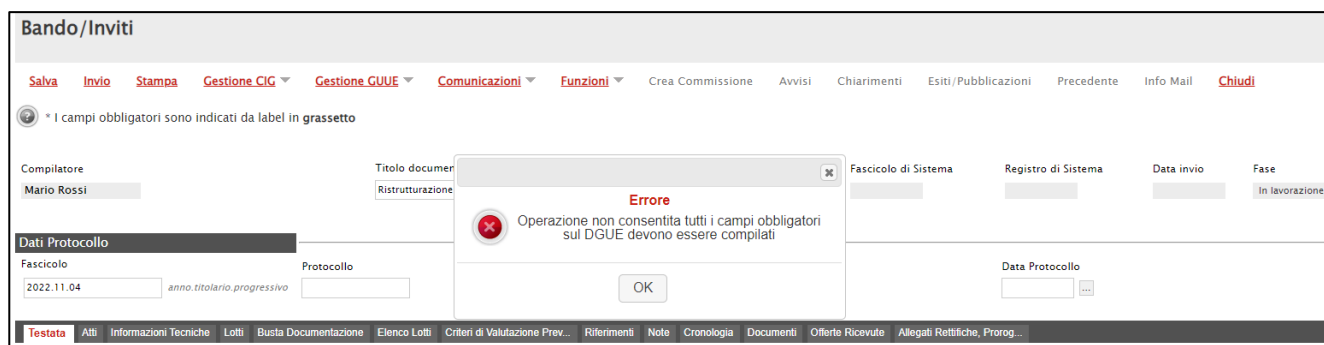 Bando/Inviti
Salva Invio Stampa Gestione CIG Gestione GUUE Comunicazioni Funzioni Crea Commissione Avvisi Chiarimenti Esiti/Pubblicazioni Precedente Info Mail Chiudi
* I campi obbligatori sono indicati da label in grassetto
Compilatore Titolo documen Fascicolo di Sistema Registro di Sistema Data invio Fase
Mario Rossi Ristrutturazione In lavorazione
Errore
Operazione non consentita tutti i campi obbligatori
sul DGUE devono essere compilati
OK
Dati Protocollo
Fascicolo Protocollo Data Protocollo
2022.11.04 anno.titolario.progressivo ...
Testata Atti Informazioni Tecniche Lotti Busta Documentazione Elenco Lotti Criteri di Valutazione Prev... Riferimenti Note Cronologia Documenti Offerte Ricevute Allegati Rettifiche, Prorog...